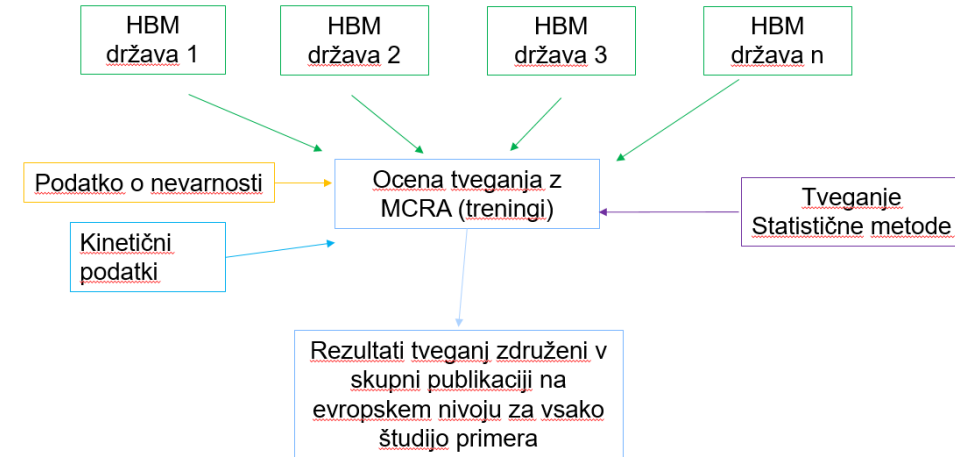 HBM
država 1
HBM
država 2
HBM
država 3
HBM
država n
Podatko o nevarnosti
Ocena tveganja z
MCRA (treningi)
Tveganje
Statistične metode
Kinetični
podatki
Rezultati tveganj združeni v
skupni publikaciji na
evropskem nivoju za vsako
študijo primera